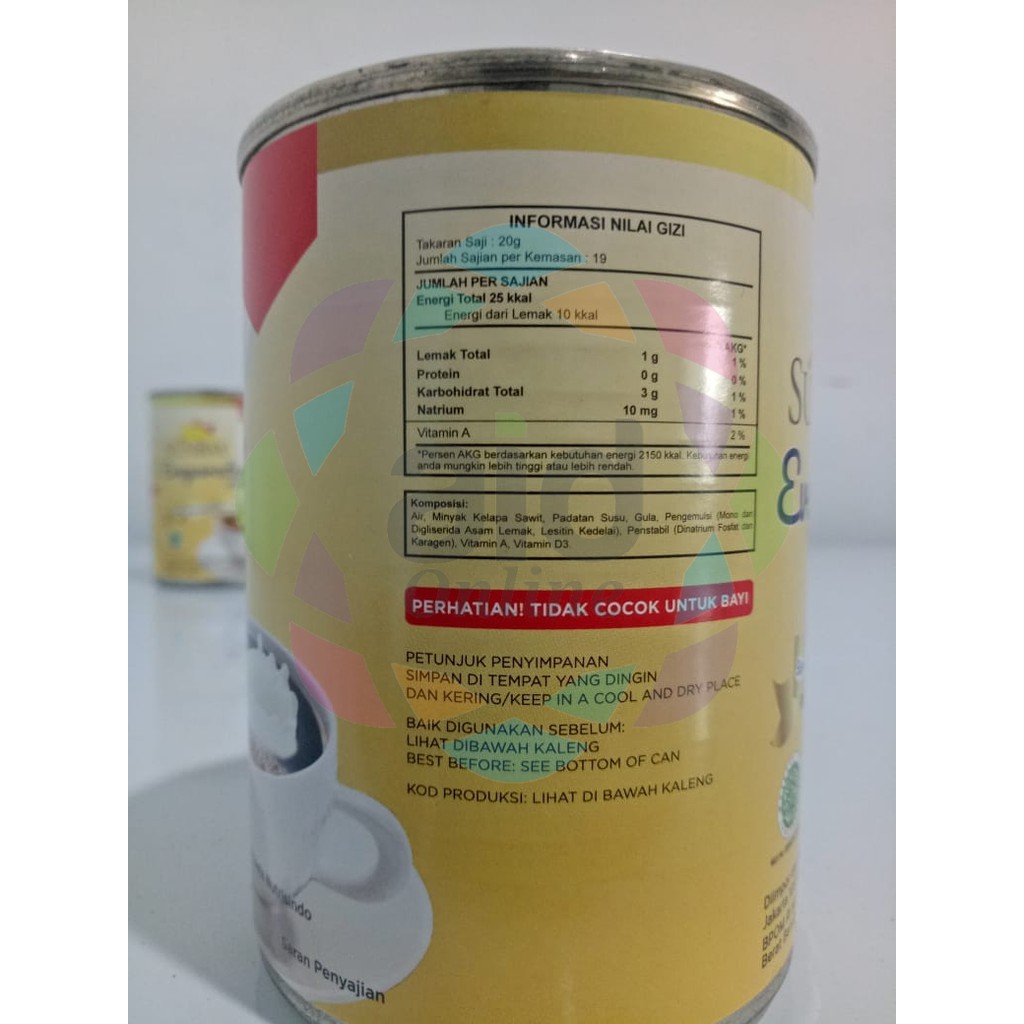 INFORMASI NILAI GIZI
Takaran Saji : 20g
Jumlah Sajian per Kemasan : 19
JUMLAH PER SAJIAN
Energi Total 25 kkal
Energi dari Lemak 10 kkal
AKG*
Lemak Total 1 g 1%
Protein 0 g 0%
Karbohidrat Total 3 g 1%
Natrium 10 mg 1%
Vitamin A 2%
*Persen AKG berdasarkan kebutuhan energi 2150 kkal. Kebutuhan energi
anda mungkin lebih tinggi atau lebih rendah.
Komposisi:
Air, Minyak Kelapa Sawit, Padatan Susu, Gula, Pengemulsi (Mono dan
Digliserida Asam Lemak, Lesitin Kedelai), Penstabil (Dinatrium Fosfat dan
Karagen), Vitamin A, Vitamin D3.
aid
Online
PERHATIAN! TIDAK COCOK UNTUK BAYI
PETUNJUK PENYIMPANAN
SIMPAN DI TEMPAT YANG DINGIN
DAN KERING/KEEP IN A COOL AND DRY PLACE
BAIK DIGUNAKAN SEBELUM:
LIHAT DIBAWAH KALENG
BEST BEFORE: SEE BOTTOM OF CAN
KOD PRODUKSI: LIHAT DI BAWAH KALENG
Saran Penyajian
Jakarta
BPOM
Berat